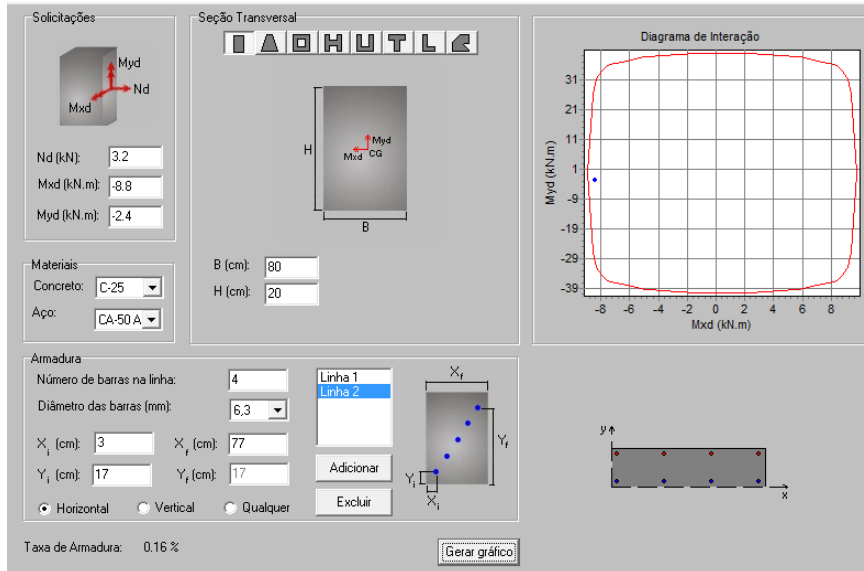 Solicitações
Myd
Nd
Mxd
Nd (kN): 3.2
Mxd (kN.m): -8.8
Myd (kN.m): -2.4
Materiais
Concreto: C-25
Aço: CA-50 A
Seção Transversal
H
Myd
Mxd CG
B
B (cm): 80
H (cm): 20
Diagrama de Interação
Myd (kN.m)
31
21
11
1
-9
-19
-29
-39
-8 -6 -4 -2 0 2 4 6 8
Mxd (kN.m)
Armadura
Número de barras na linha: 4
Diâmetro das barras (mm): 6,3
Xi (cm): 3 Xf (cm): 77
Yi (cm): 17 Yf (cm): 17
Horizontal Vertical Qualquer
Linha 1
Linha 2
Adicionar
Excluir
Xf
Yf
Yi
Xi
y
x
Taxa de Armadura: 0.16 %
Gerar gráfico